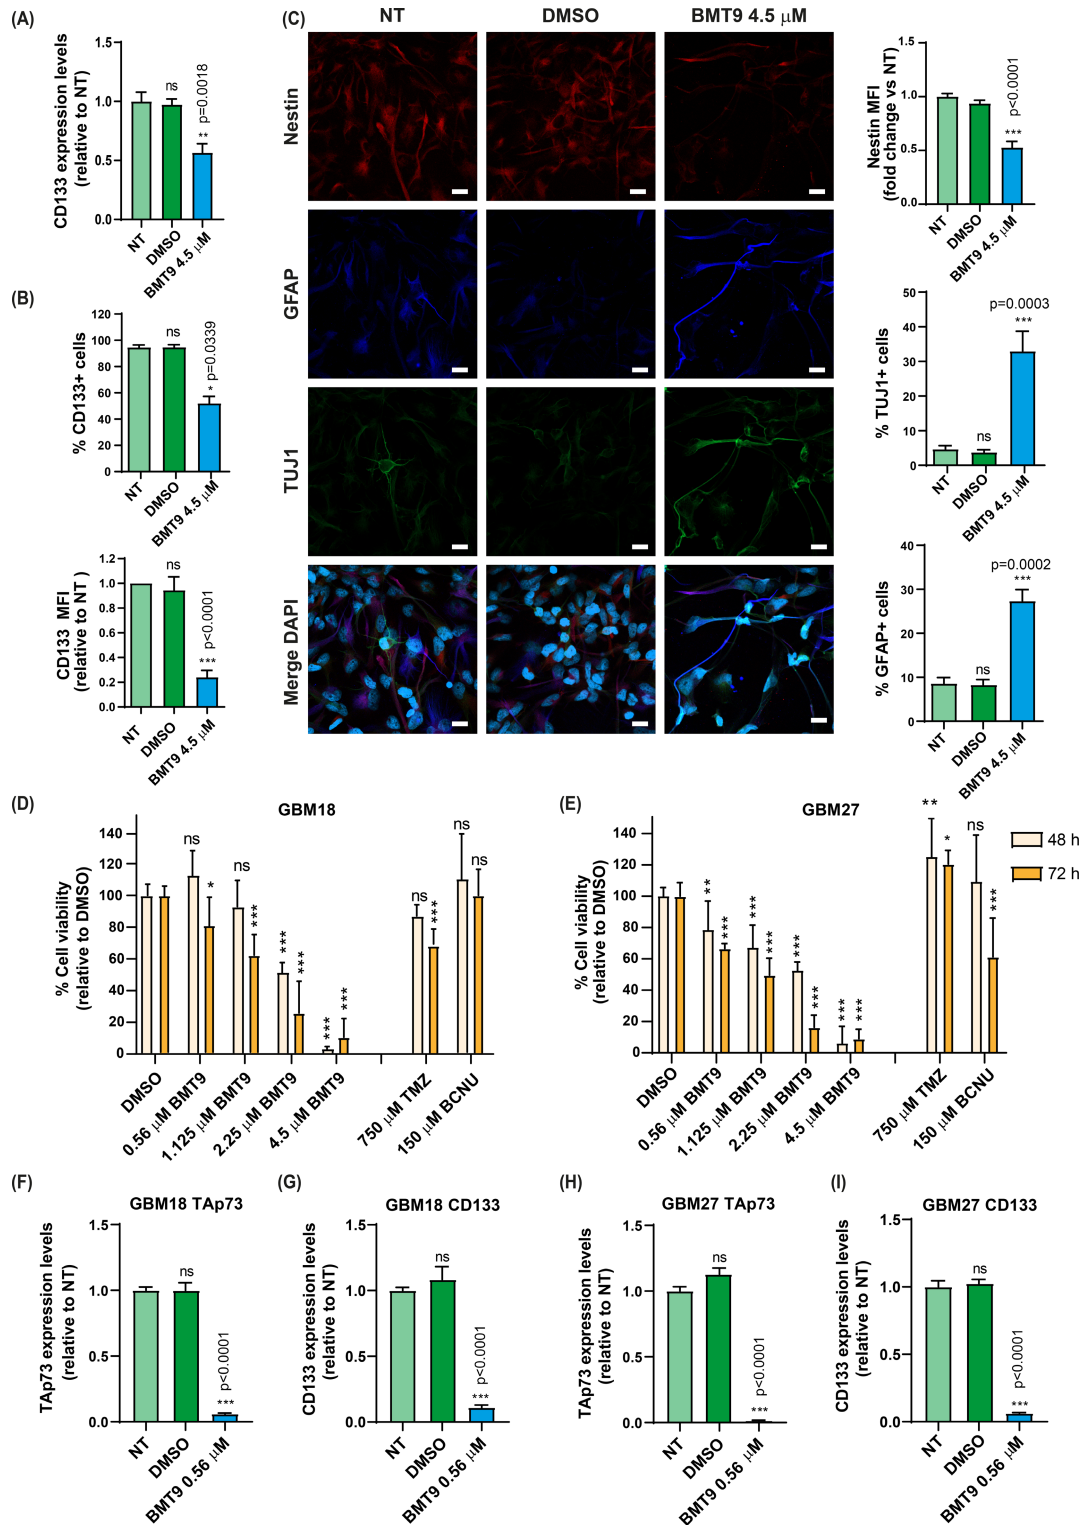 (A)
CD133 expression levels
(relative to NT)
1.5
1.0
0.5
0.0
ns
** p=0.0018
NT
DMSO
BMT9 4.5 μM
(B)
% CD133+ cells
120
100
80
60
40
20
0
ns
* p=0.0339
NT
DMSO
BMT9 4.5 μM
CD133 MFI
(relative to NT )
1.2
1.0
0.8
0.6
0.4
0.2
0.0
ns
*** p<0.0001
NT
DMSO
BMT9 4.5 μM
(C)
NT
DMSO
BMT9 4.5 μM
Nestin
GFAP
TUJ1
Merge DAPI
Nestin MFI
(fold change vs NT)
1.5
1.0
0.5
0.0
*** p<0.0001
NT
DMSO
BMT9 4.5 μM
% TUJ1+ cells
50
40
30
20
10
0
ns
p=0.0003
***
NT
DMSO
BMT9 4.5 μM
% GFAP+ cells
40
30
20
10
0
ns
p=0.0002
***
NT
DMSO
BMT9 4.5 μM
(D)
GBM18
% Cell viability
(relative to DMSO)
140
120
100
80
60
40
20
0
ns
*
ns
***
***
***
***
***
ns
***
ns
ns
DMSO
0.56 μM BMT9
1.125 μM BMT9
2.25 μM BMT9
4.5 μM BMT9
750 μM TMZ
150 μM BCNU
(E)
GBM27
% Cell viability
(relative to DMSO)
140
120
100
80
60
40
20
0
**
***
***
***
***
***
***
***
**
*
ns
***
DMSO
0.56 μM BMT9
1.125 μM BMT9
2.25 μM BMT9
4.5 μM BMT9
750 μM TMZ
150 μM BCNU
48 h
72 h
(F)
GBM18 TAp73
TAp73 expression levels
(relative to NT)
1.5
1.0
0.5
0.0
ns
*** p<0.0001
NT
DMSO
BMT9 0.56 μM
(G)
GBM18 CD133
CD133 expression levels
(relative to NT)
1.5
1.0
0.5
0.0
ns
*** p<0.0001
NT
DMSO
BMT9 0.56 μM
(H)
GBM27 TAp73
TAp73 expression levels
(relative to NT)
1.5
1.0
0.5
0.0
ns
*** p<0.0001
NT
DMSO
BMT9 0.56 μM
(I)
GBM27 CD133
CD133 expression levels
(relative to NT)
1.5
1.0
0.5
0.0
ns
*** p<0.0001
NT
DMSO
BMT9 0.56 μM